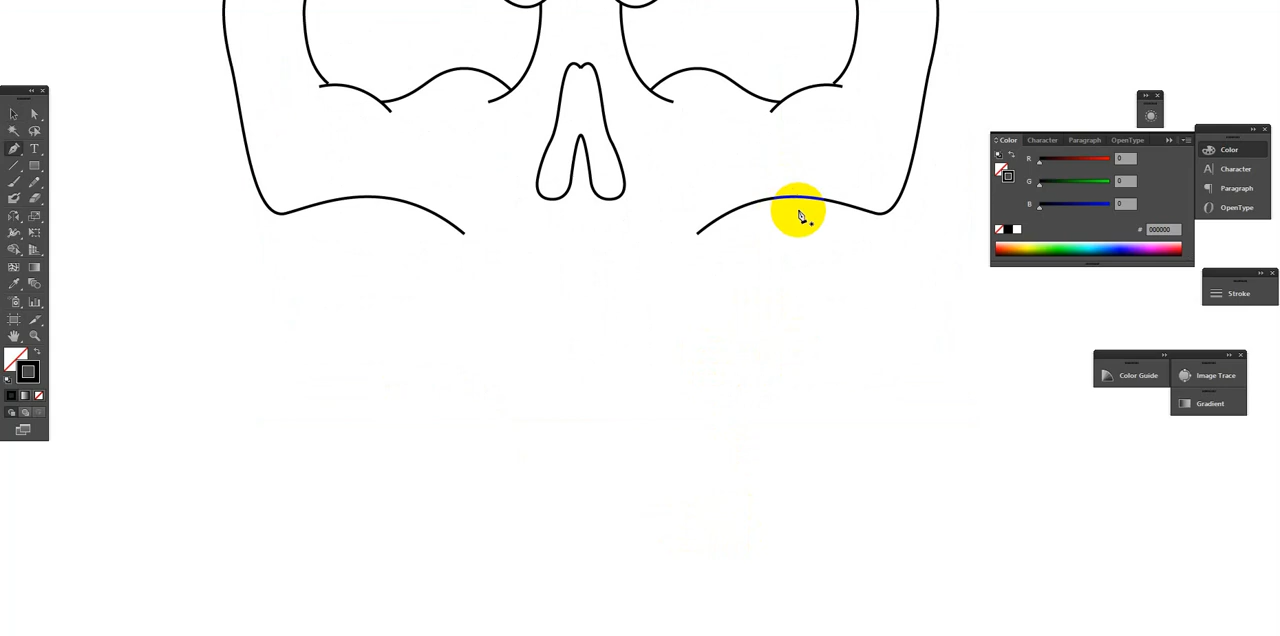 Color Character Paragraph OpenType
R 0
G 0
B 0
# 000000
Color
Character
Paragraph
OpenType
Stroke
Color Guide
Image Trace
Gradient